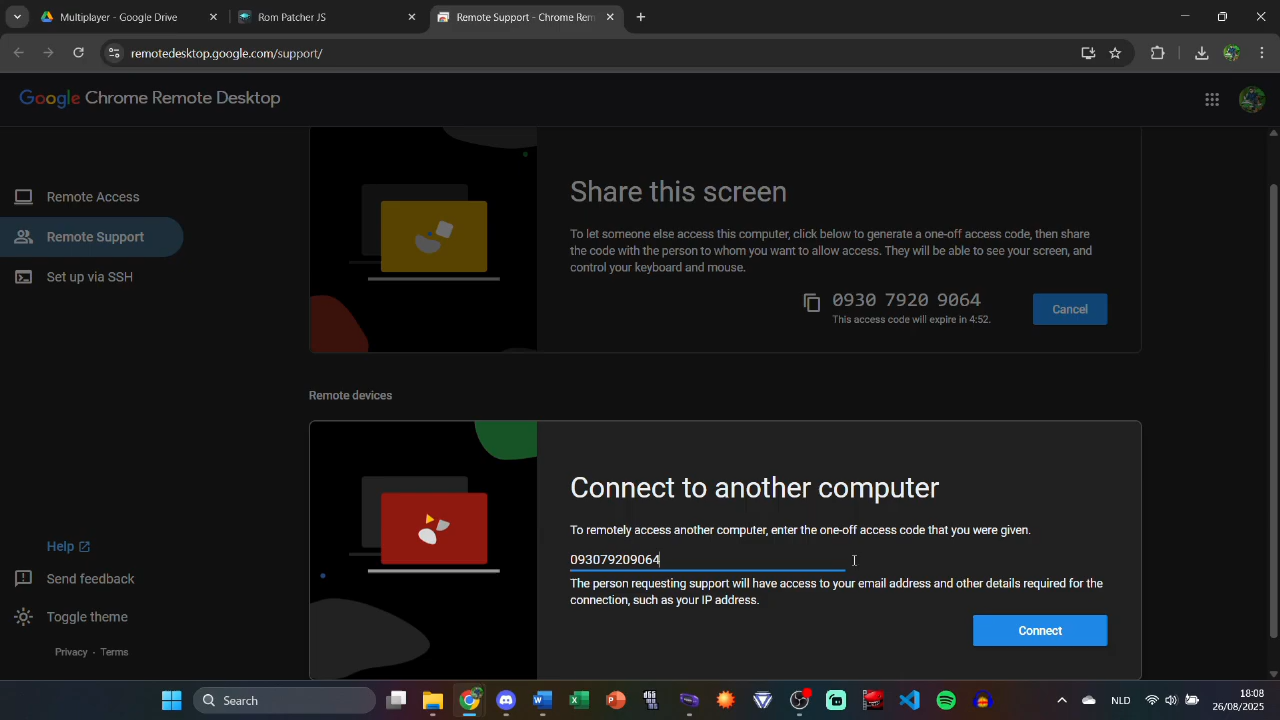 Multiplayer - Google Drive
Rom Patcher JS
Remote Support - Chrome Rem
remotedesktop.google.com/support/
Google Chrome Remote Desktop
Remote Access
Remote Support
Set up via SSH
Share this screen
To let someone else access this computer, click below to generate a one-off access code, then share
the code with the person to whom you want to allow access. They will be able to see your screen, and
control your keyboard and mouse.
0930 7920 9064
This access code will expire in 4:52.
Cancel
Remote devices
Connect to another computer
To remotely access another computer, enter the one-off access code that you were given.
093079209064
The person requesting support will have access to your email address and other details required for the
connection, such as your IP address.
Connect
Help
Send feedback
Toggle theme
Privacy · Terms
Search
NLD
18:08
26/08/2025